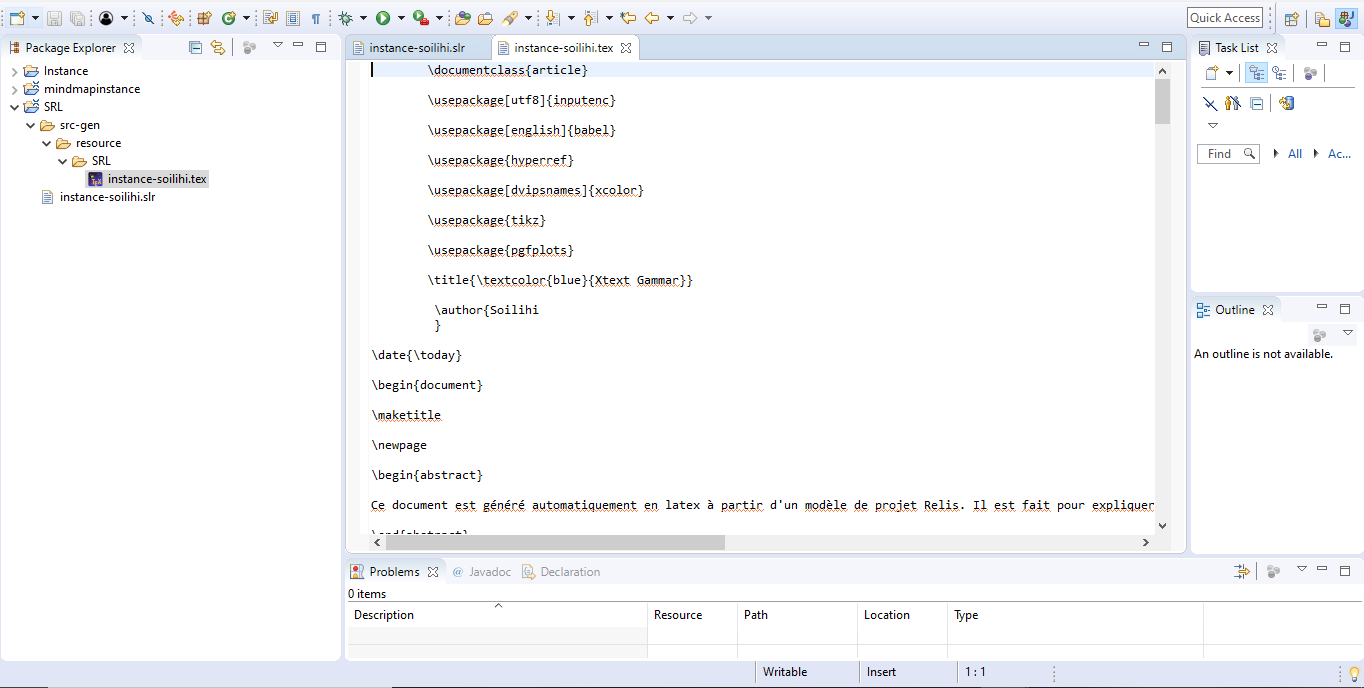 Quick Access
Package Explorer
Instance
mindmapinstance
SRL
src-gen
resource
SRL
instance-soilihi.tex
instance-soilihi.slr
instance-soilihi.slr
instance-soilihi.tex
\documentclass{article}
\usepackage[utf8]{inputenc}
\usepackage[english]{babel}
\usepackage{hyperref}
\usepackage[dvipsnames]{xcolor}
\usepackage{tikz}
\usepackage{pgfplots}
\title{\textcolor{blue}{Xtext Gammar}}
\author{Soilihi
}
\date{\today}
\begin{document}
\maketitle
\newpage
\begin{abstract}
Ce document est généré automatiquement en latex à partir d'un modèle de projet Relis. Il est fait pour expliquer
\end{abstract}
Task List
Find
All
Ac...
Outline
An outline is not available.
Problems
@ Javadoc
Declaration
0 items
Description Resource Path Location Type
Writable Insert 1 : 1